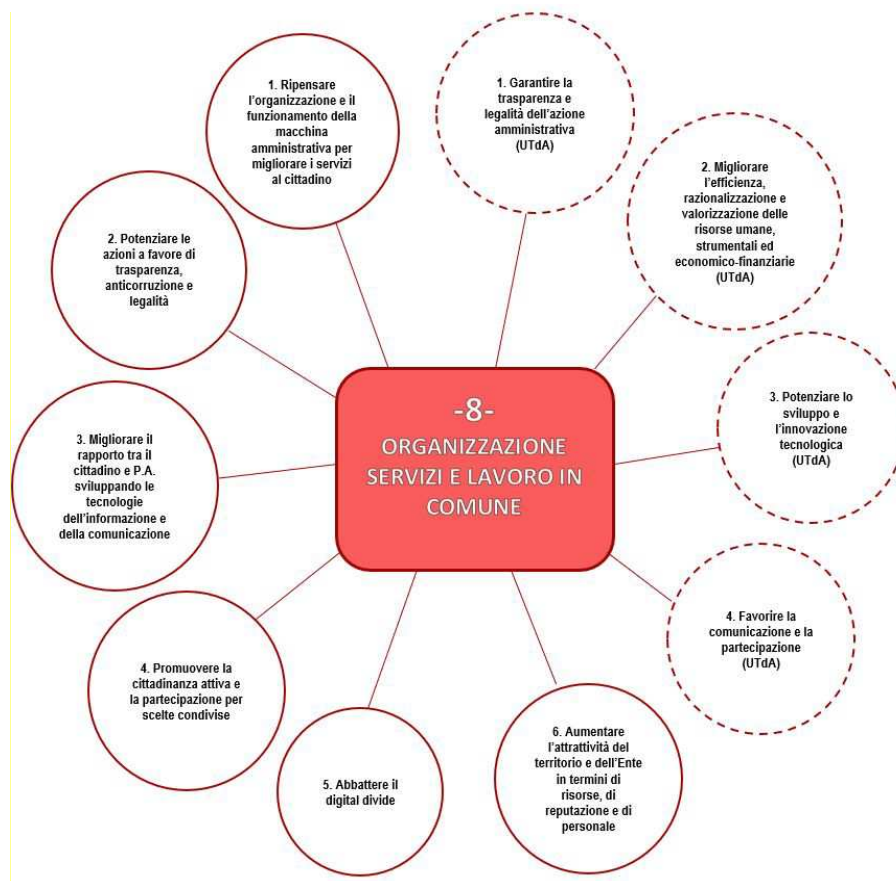 1. Ripensare
l'organizzazione e il
funzionamento della
macchina
amministrativa per
migliorare i servizi
al cittadino
2. Potenziare le
azioni a favore di
trasparenza,
anticorruzione e
legalità
3. Migliorare il
rapporto tra il
cittadino e P.A.
sviluppando le
tecnologie
dell'informazione e
della comunicazione
4. Promuovere la
cittadinanza attiva e
la partecipazione per
scelte condivise
5. Abbattere il
digital divide
6. Aumentare
l'attrattività del
territorio e dell'Ente
in termini di
risorse, di
reputazione e di
personale
-8-
ORGANIZZAZIONE
SERVIZI E LAVORO IN
COMUNE
1. Garantire la
trasparenza e
legalità dell'azione
amministrativa
(UTdA)
2. Migliorare
l'efficienza,
razionalizzazione e
valorizzazione delle
risorse umane,
strumentali ed
economico-finanziarie
(UTdA)
3. Potenziare lo
sviluppo e
l'innovazione
tecnologica
(UTdA)
4. Favorire la
comunicazione e la
partecipazione
(UTdA)